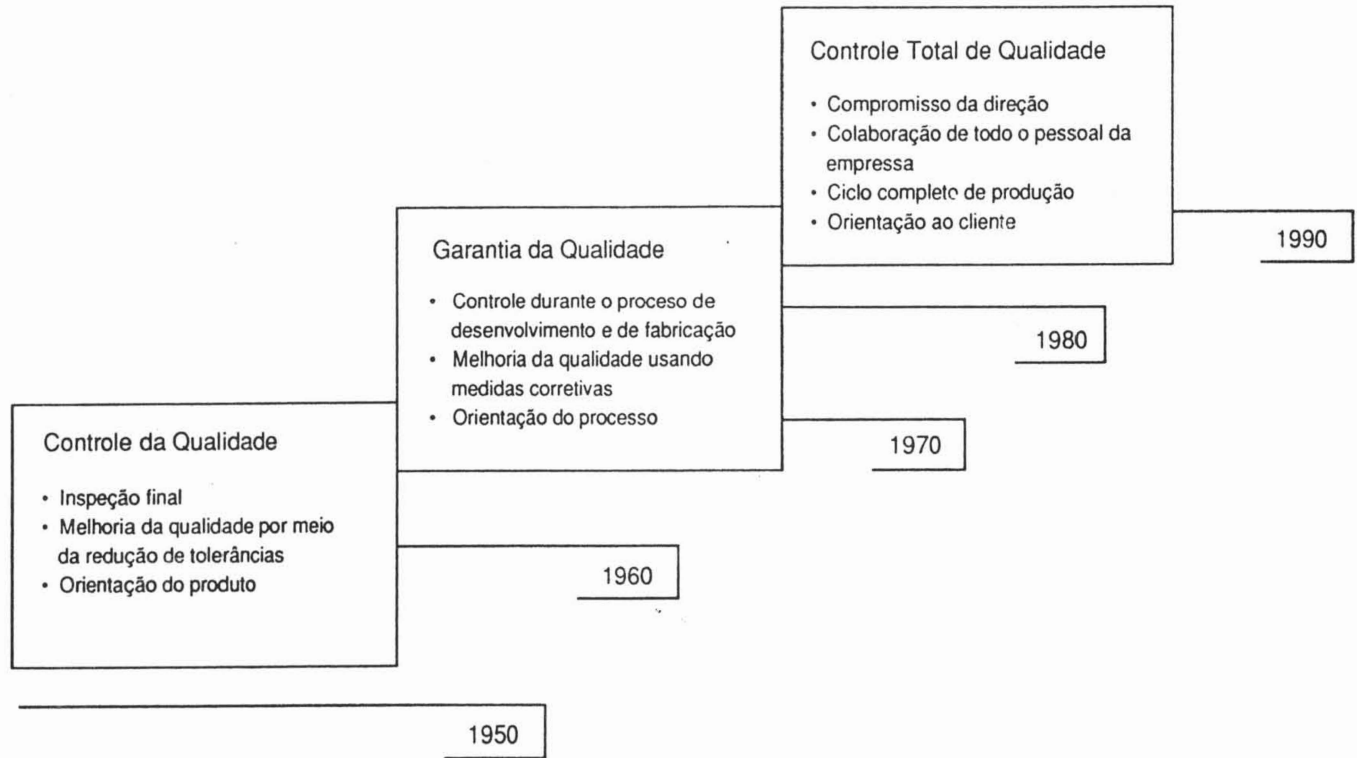 Controle Total de Qualidade
• Compromisso da direção
• Colaboração de todo o pessoal da
empressa
• Ciclo completo de produção
• Orientação ao cliente
1990
Garantia da Qualidade
• Controle durante o proceso de
desenvolvimento e de fabricação
• Melhoria da qualidade usando
medidas corretivas
• Orientação do processo
1980
1970
Controle da Qualidade
• Inspeção final
• Melhoria da qualidade por meio
da redução de tolerâncias
• Orientação do produto
1960
1950